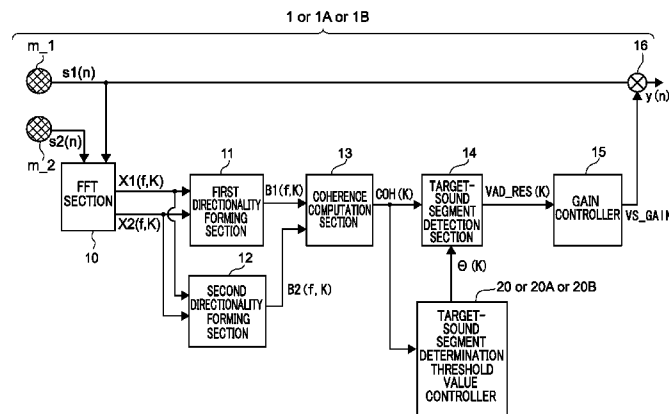 1 or 1A or 1B
m_1
s1(n)
16
y(n)
m_2
s2(n)
FFT
SECTION
10
X1(f,K)
X2(f,K)
11
FIRST
DIRECTIONALITY
FORMING
SECTION
B1(f,K)
12
SECOND
DIRECTIONALITY
FORMING
SECTION
B2(f,K)
13
COHERENCE
COMPUTATION
SECTION
COH(K)
14
TARGET-
SOUND
SEGMENT
DETECTION
SECTION
VAD_RES(K)
15
GAIN
CONTROLLER
VS_GAIN
Θ(K)
20 or 20A or 20B
TARGET-
SOUND
SEGMENT
DETERMINATION
THRESHOLD
VALUE
CONTROLLER